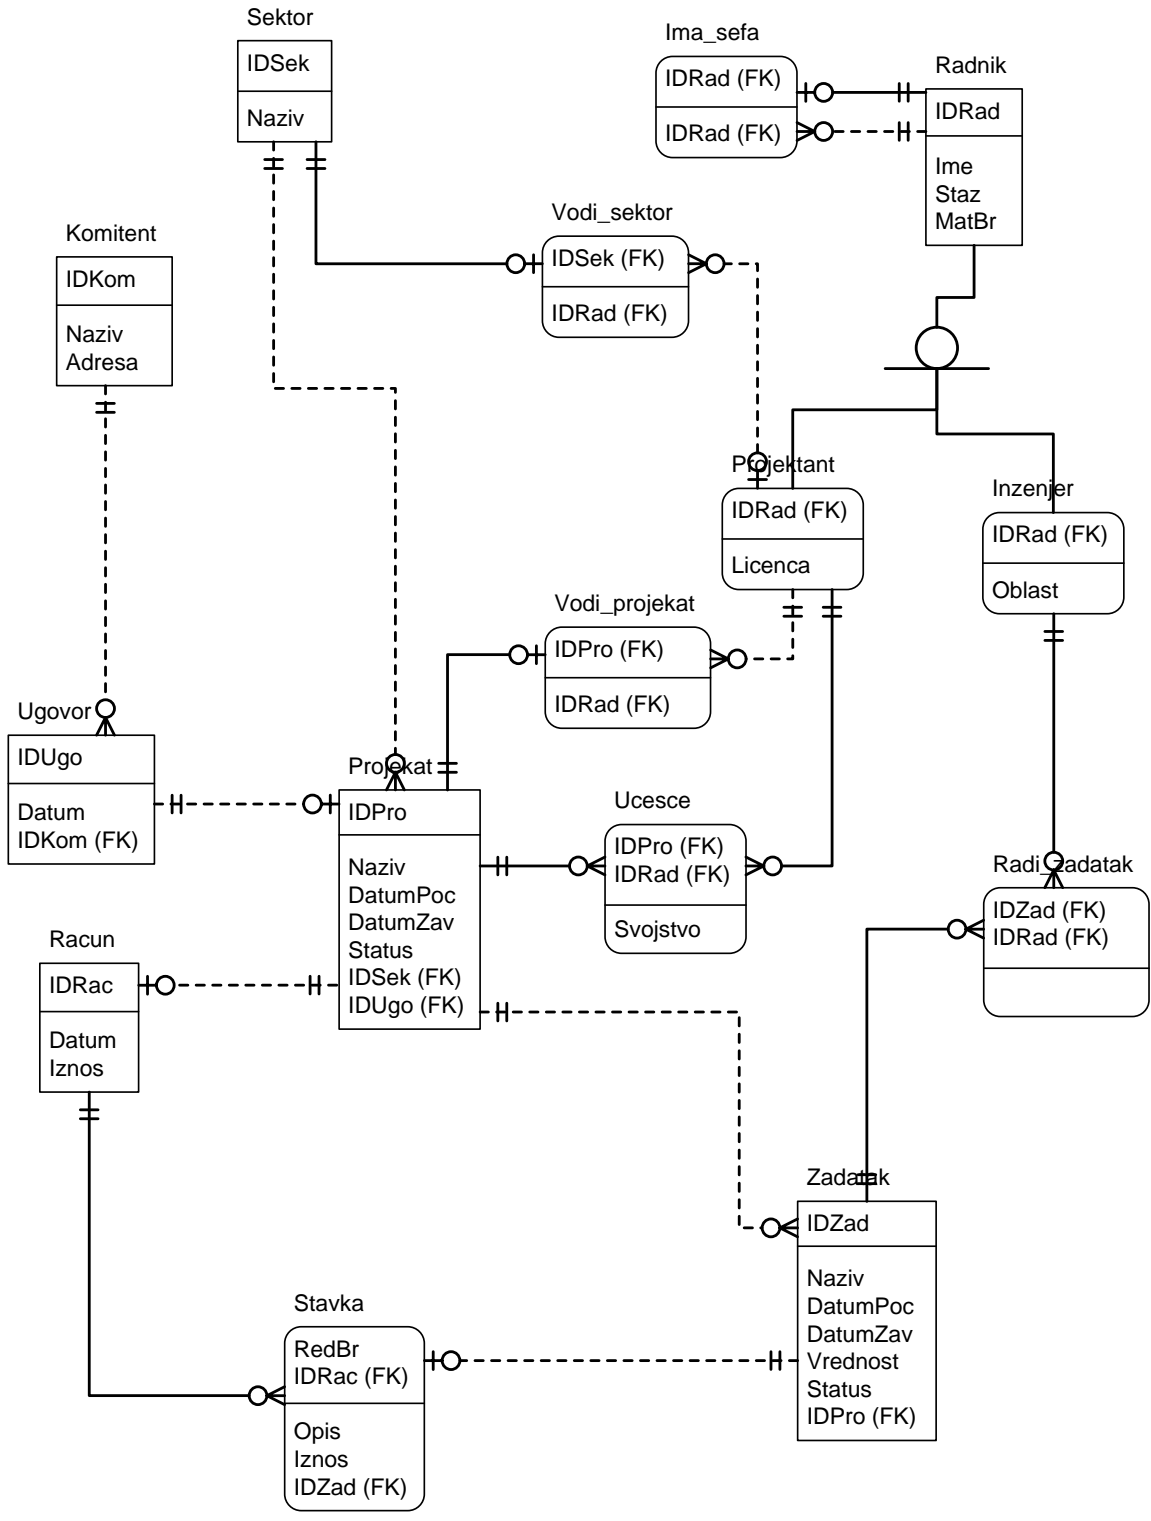 Sektor
IDSek
Naziv
Ima_sefa
IDRad (FK)
IDRad (FK)
Radnik
IDRad
Ime
Staz
MatBr
Vodi_sektor
IDSek (FK)
IDRad (FK)
Komitent
IDKom
Naziv
Adresa
Projektant
IDRad (FK)
Licenca
Inzenjer
IDRad (FK)
Oblast
Vodi_projekat
IDPro (FK)
IDRad (FK)
Ugovor
IDUgo
Datum
IDKom (FK)
Projekat
IDPro
Naziv
DatumPoc
DatumZav
Status
IDSek (FK)
IDUgo (FK)
Ucesce
IDPro (FK)
IDRad (FK)
Svojstvo
Radi_zadatak
IDZad (FK)
IDRad (FK)
Racun
IDRac
Datum
Iznos
Zadatak
IDZad
Naziv
DatumPoc
DatumZav
Vrednost
Status
IDPro (FK)
Stavka
RedBr
IDRac (FK)
Opis
Iznos
IDZad (FK)